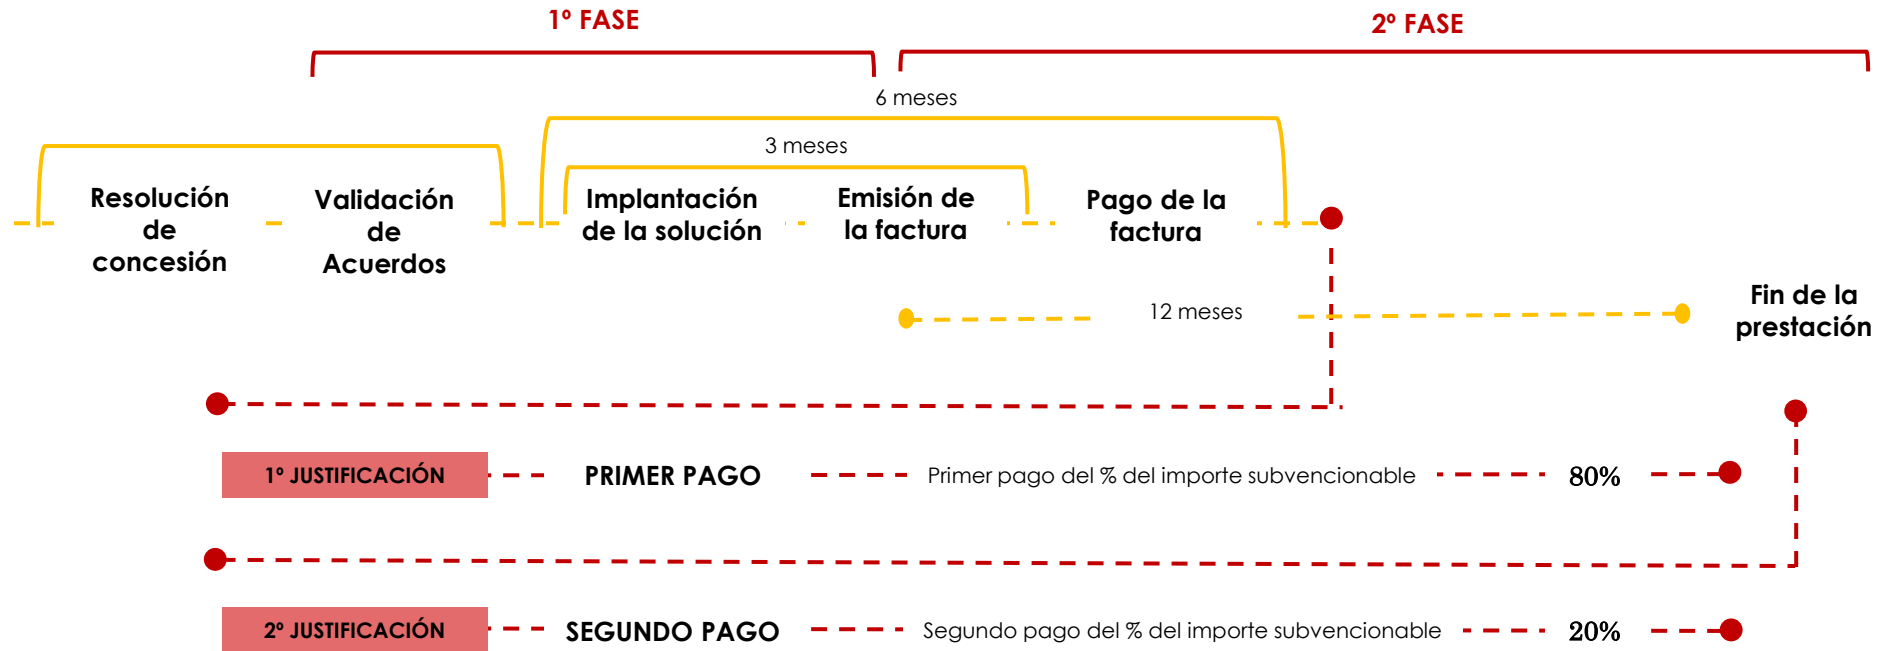 1º FASE
2º FASE
6 meses
3 meses
Resolución
de
concesión
Validación
de
Acuerdos
Implantación
de la solución
Emisión de
la factura
Pago de la
factura
12 meses
Fin de la
prestación
1º JUSTIFICACIÓN
PRIMER PAGO
Primer pago del % del importe subvencionable
80%
2º JUSTIFICACIÓN
SEGUNDO PAGO
Segundo pago del % del importe subvencionable
20%